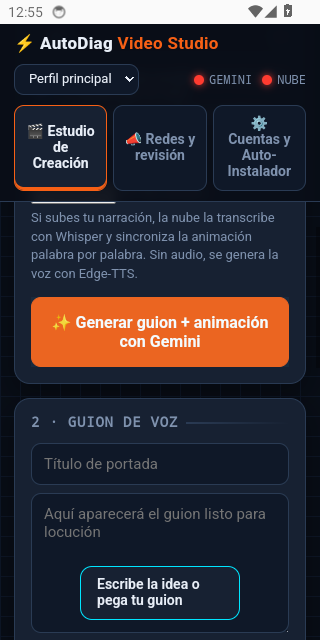 12:55
⚡ AutoDiag Video Studio
Perfil principal
GEMINI
NUBE
🎬 Estudio
de
Creación
📣 Redes y
revisión
⚙️
Cuentas y
Auto-
Instalador
Si subes tu narración, la nube la transcribe
con Whisper y sincroniza la animación
palabra por palabra. Sin audio, se genera la
voz con Edge-TTS.
✨ Generar guion + animación
con Gemini
2 · GUION DE VOZ
Título de portada
Aquí aparecerá el guion listo para
locución
Escribe la idea o
pega tu guion